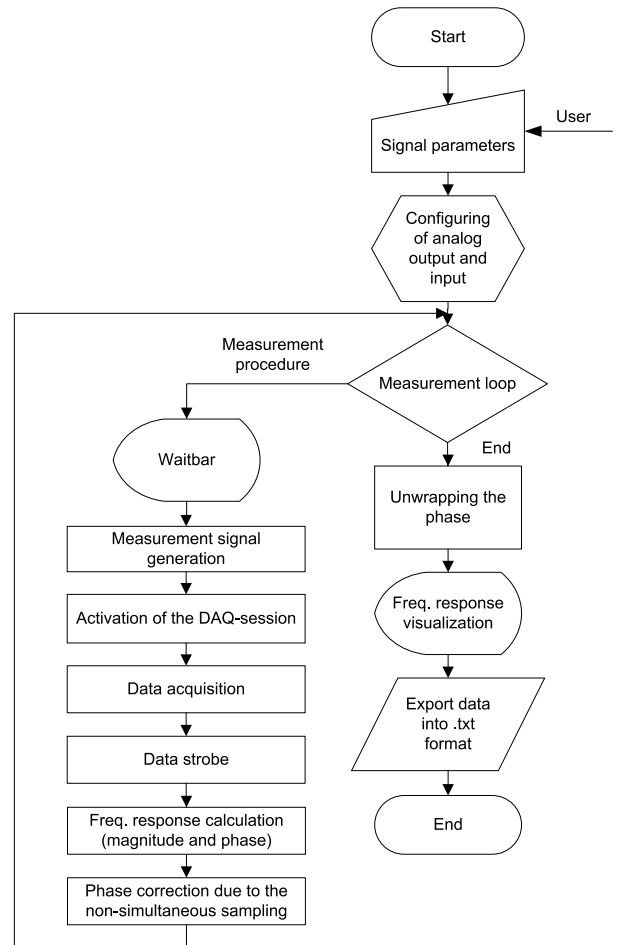 Start
User
Signal parameters
Configuring
of analog
output and
input
Measurement
procedure
Measurement loop
End
Waitbar
Unwrapping the
phase
Measurement signal
generation
Freq. response
visualization
Activation of the DAQ-session
Data acquisition
Export data
into .txt
format
Data strobe
Freq. response calculation
(magnitude and phase)
End
Phase correction due to the
non-simultaneous sampling